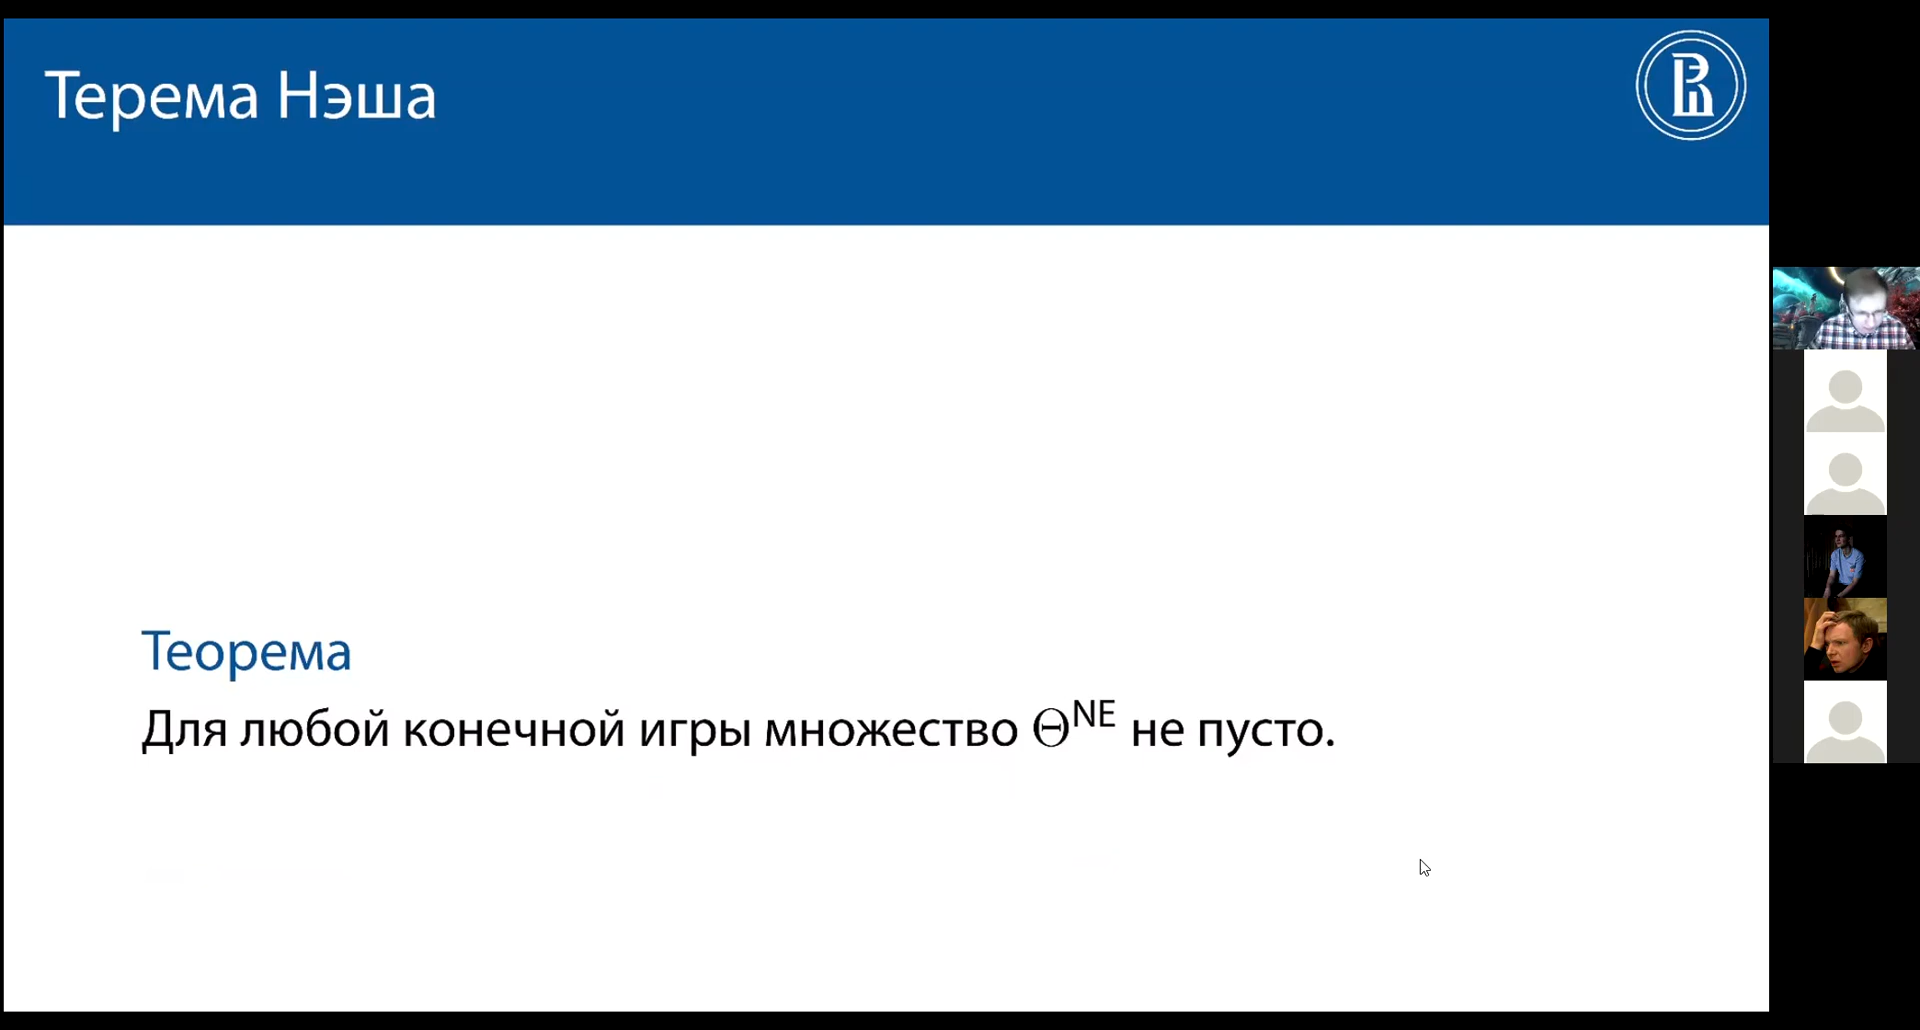 Терема Нэша
Теорема
Для любой конечной игры множество Θ^NE не пусто.